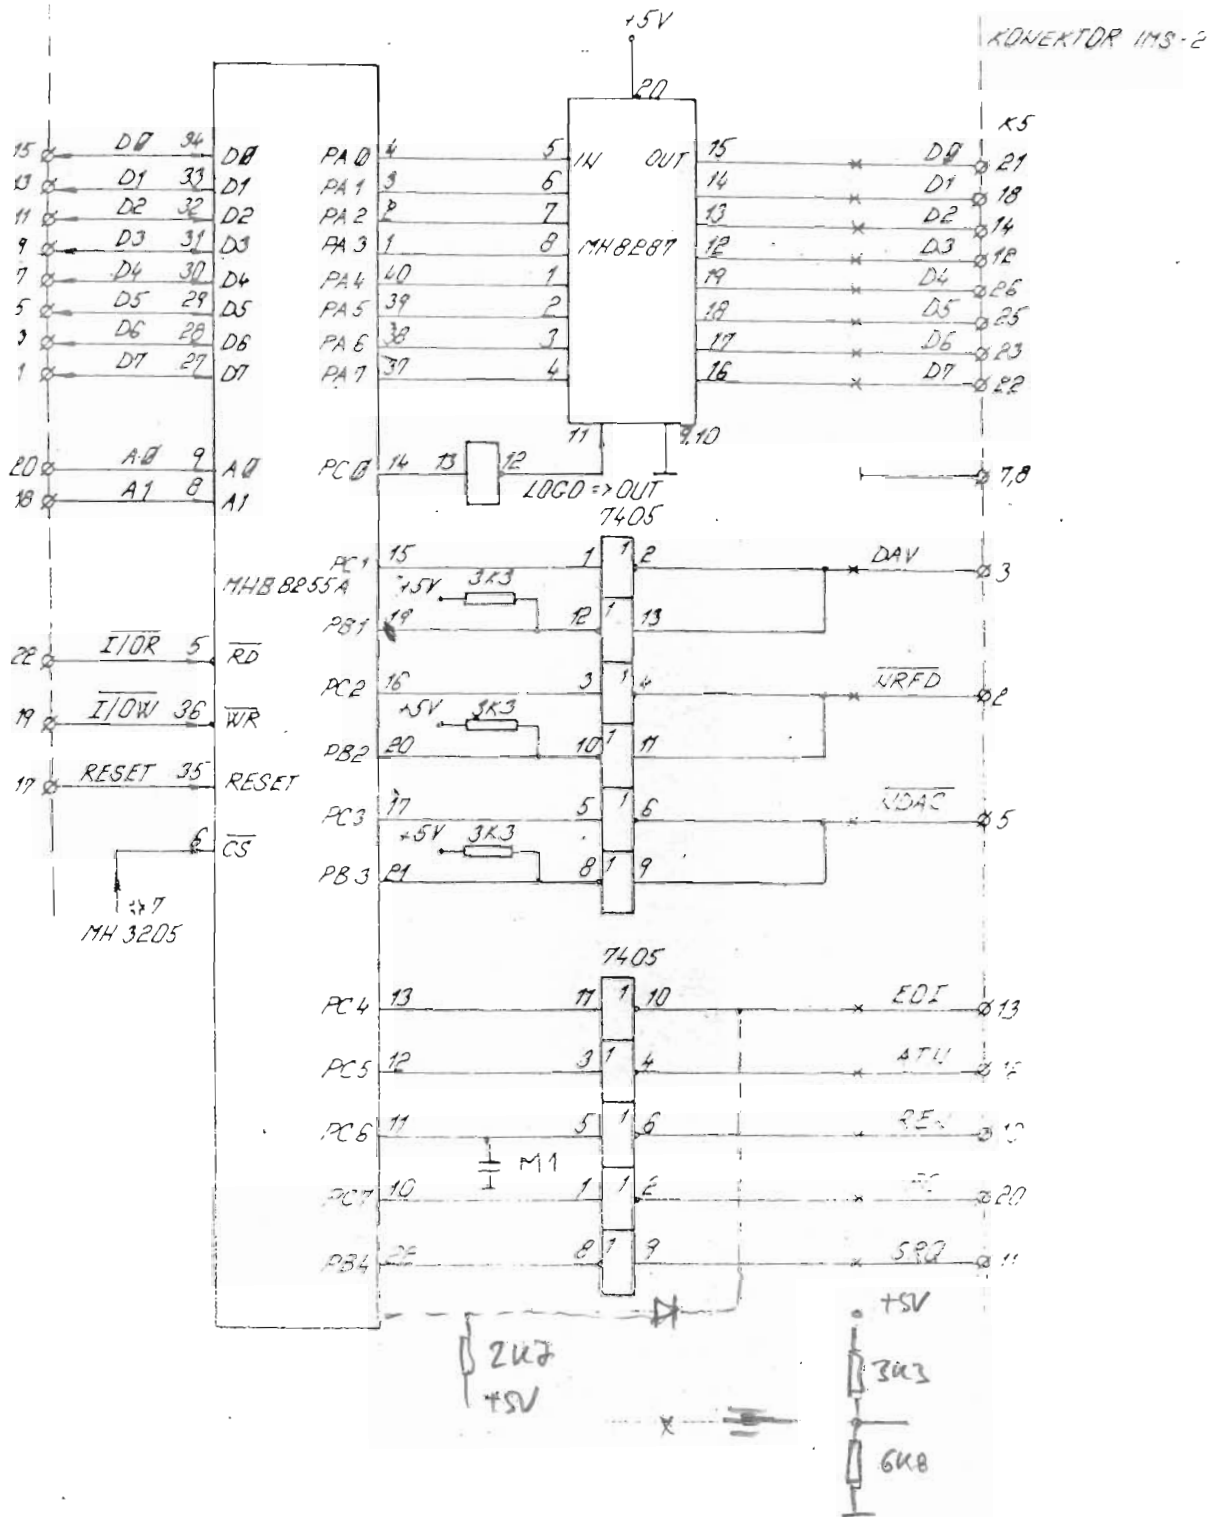 +5V
KONEKTOR IMS-2
20
K5
15 D0 34 D0 PA0 4 5 IN OUT 15 D0 21
13 D1 33 D1 PA1 3 6 14 D1 18
11 D2 32 D2 PA2 2 7 13 D2 14
9 D3 31 D3 PA3 1 8 MH8287 12 D3 12
7 D4 30 D4 PA4 40 1 19 D4 26
5 D5 29 D5 PA5 39 2 18 D5 25
3 D6 28 D6 PA6 38 3 17 D6 23
1 D7 27 D7 PA7 37 4 16 D7 22
11 9,10
20 A0 9 A0 PC0 14 13 12 7,8
18 A1 8 A1 LOG0 => OUT
7405
PC1 15 1 1 2 DAV 3
MHB8255A +5V 3K3
PB1 19 12 1 13
22 I/OR 5 RD
PC2 16 3 1 4 NRFD 2
19 I/OW 36 WR +5V 3K3
PB2 20 10 1 11
17 RESET 35 RESET
PC3 17 5 1 6 NDAC 5
6 CS +5V 3K3
PB3 21 8 1 9
7
MH 3205
7405
PC4 13 11 1 10 EOI 13
PC5 12 3 1 4 ATN
PC6 11 5 1 6 REN
M1
PC7 10 1 1 2 20
PB4 22 8 1 9 SRQ 11
+5V
2K7
3K3
+5V
6K8